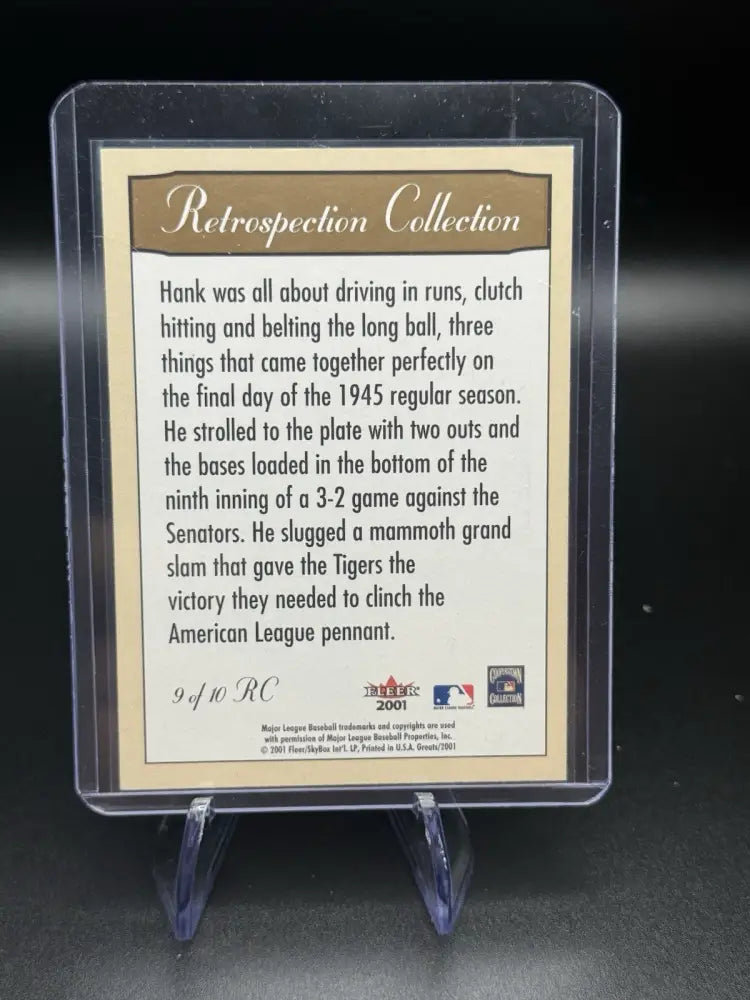 Retrospection Collection
Hank was all about driving in runs, clutch
hitting and belting the long ball, three
things that came together perfectly on
the final day of the 1945 regular season.
He strolled to the plate with two outs and
the bases loaded in the bottom of the
ninth inning of a 3-2 game against the
Senators. He slugged a mammoth grand
slam that gave the Tigers the
victory they needed to clinch the
American League pennant.
9 of 10 RC
FLEER
2001
COOPERSTOWN
COLLECTION
Major League Baseball trademarks and copyrights are used
with permission of Major League Baseball Properties, Inc.
© 2001 Fleer/SkyBox Int'l. LP, Printed in U.S.A. Greats/2001